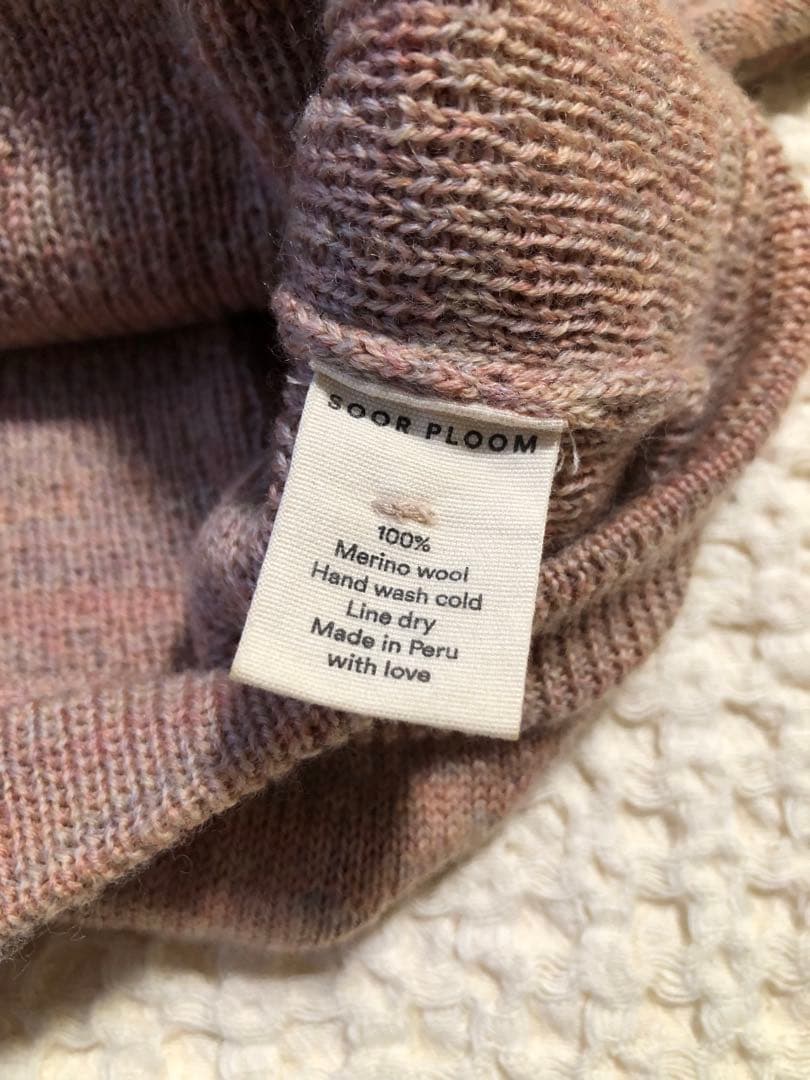 SOOR PLOOM
100%
Merino wool
Hand wash cold
Line dry
Made in Peru
with love